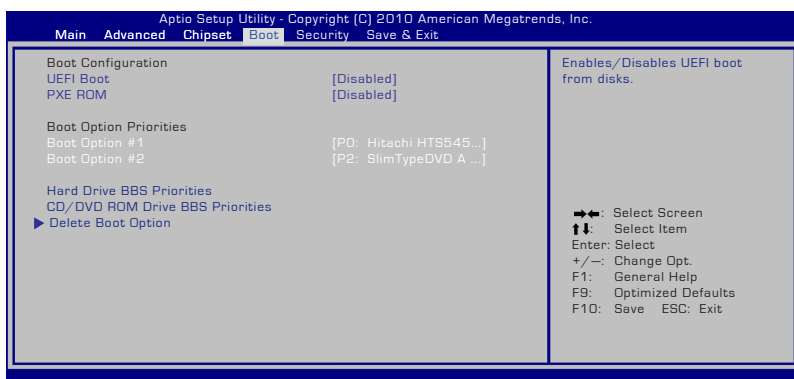 Aptio Setup Utility - Copyright (C) 2010 American Megatrends, Inc.
Main Advanced Chipset Boot Security Save & Exit
Boot Configuration
UEFI Boot [Disabled]
PXE ROM [Disabled]
Boot Option Priorities
Boot Option #1 [P0: Hitachi HTS545...]
Boot Option #2 [P2: SlimTypeDVD A ...]
Hard Drive BBS Priorities
CD/DVD ROM Drive BBS Priorities
Delete Boot Option
Enables/Disables UEFI boot
from disks.
→←: Select Screen
↑↓: Select Item
Enter: Select
+/—: Change Opt.
F1: General Help
F9: Optimized Defaults
F10: Save ESC: Exit